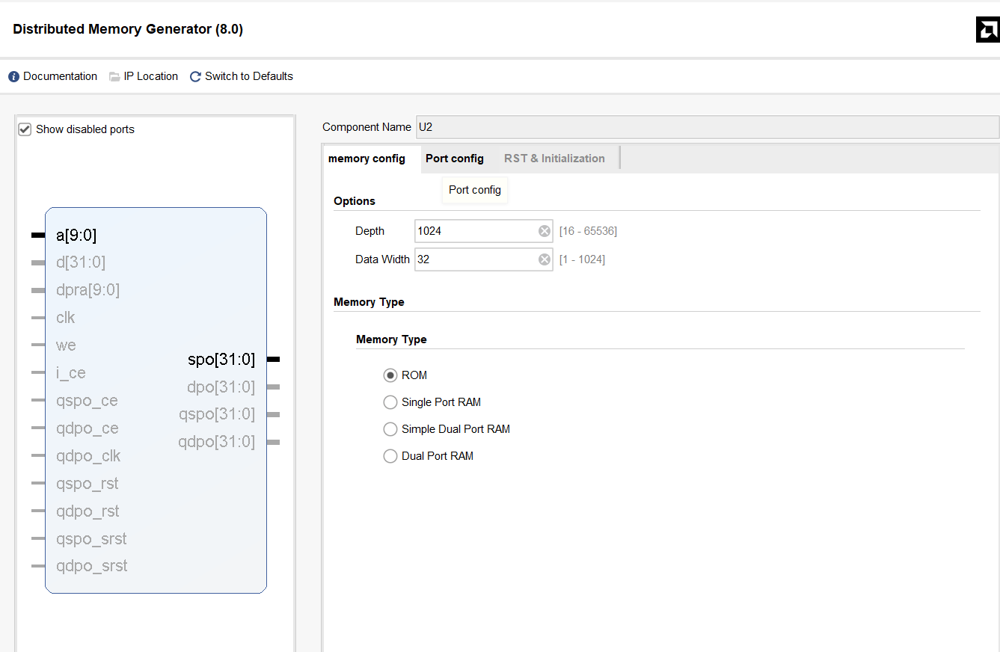 Distributed Memory Generator (8.0)
Documentation IP Location Switch to Defaults
Show disabled ports
a[9:0]
d[31:0]
dpra[9:0]
clk
we
i_ce
qspo_ce
qdpo_ce
qdpo_clk
qspo_rst
qdpo_rst
qspo_srst
qdpo_srst
spo[31:0]
dpo[31:0]
qspo[31:0]
qdpo[31:0]
Component Name U2
memory config Port config RST & Initialization
Port config
Options
Depth 1024 [16 - 65536]
Data Width 32 [1 - 1024]
Memory Type
Memory Type
ROM
Single Port RAM
Simple Dual Port RAM
Dual Port RAM